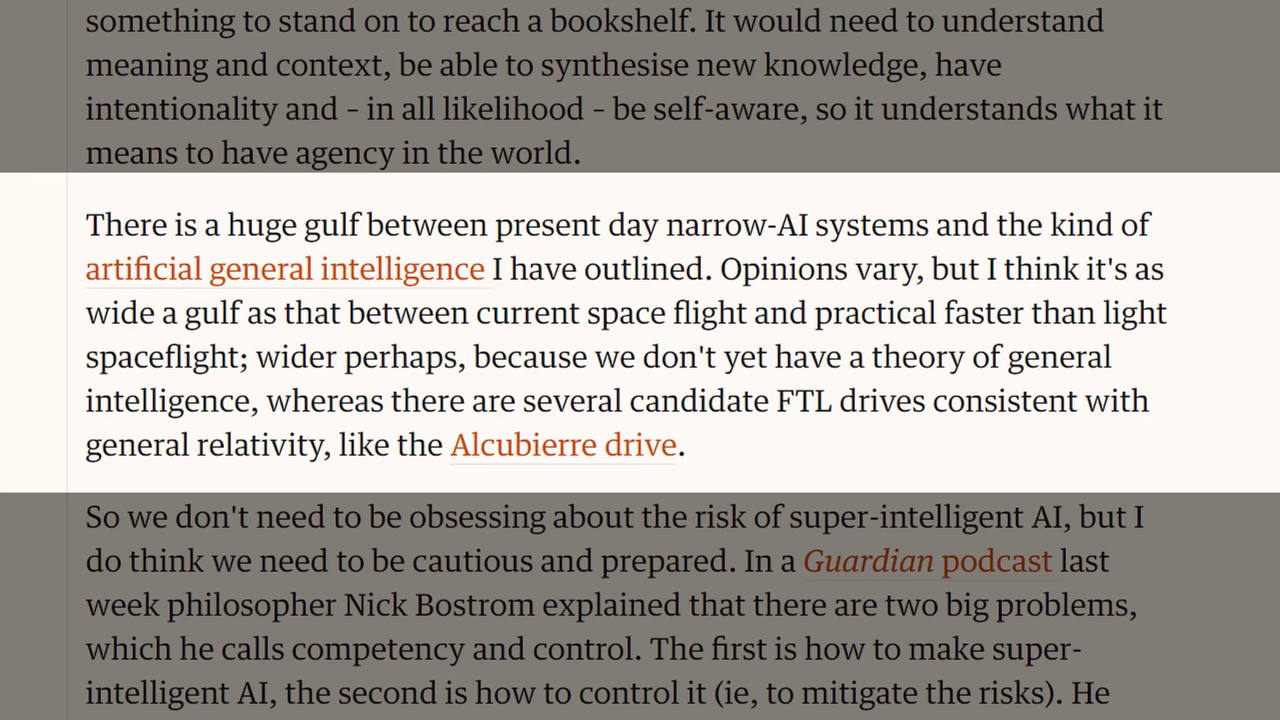 something to stand on to reach a bookshelf. It would need to understand
meaning and context, be able to synthesise new knowledge, have
intentionality and – in all likelihood – be self-aware, so it understands what it
means to have agency in the world.
There is a huge gulf between present day narrow-AI systems and the kind of
artificial general intelligence I have outlined. Opinions vary, but I think it's as
wide a gulf as that between current space flight and practical faster than light
spaceflight; wider perhaps, because we don't yet have a theory of general
intelligence, whereas there are several candidate FTL drives consistent with
general relativity, like the Alcubierre drive.
So we don't need to be obsessing about the risk of super-intelligent AI, but I
do think we need to be cautious and prepared. In a Guardian podcast last
week philosopher Nick Bostrom explained that there are two big problems,
which he calls competency and control. The first is how to make super-
intelligent AI, the second is how to control it (ie, to mitigate the risks). He